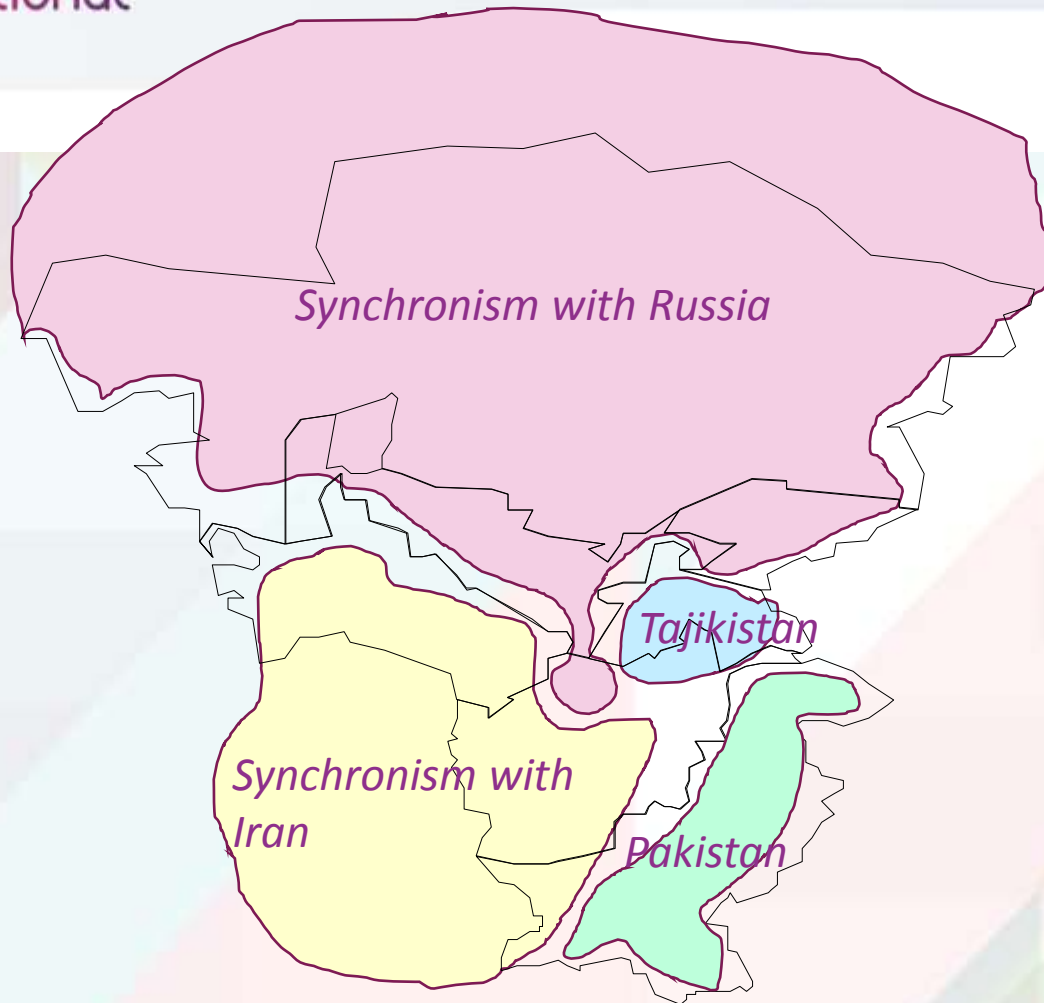 Synchronism with Russia
Tajikistan
Synchronism with
Iran
Pakistan